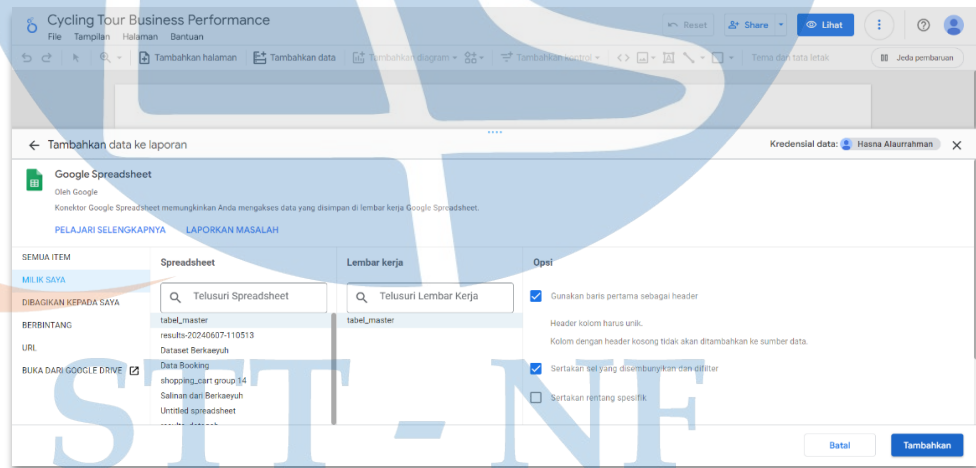 Cycling Tour Business Performance
File Tampilan Halaman Bantuan
Reset Share Lihat
Tambahkan halaman Tambahkan data Tambahkan diagram Tambahkan kontrol Tema dan tata letak Jeda pembaruan
Tambahkan data ke laporan
Kredensial data: Hasna Alaurrahman
Google Spreadsheet
Oleh Google
Konektor Google Spreadsheet memungkinkan Anda mengakses data yang disimpan di lembar kerja Google Spreadsheet.
PELAJARI SELENGKAPNYA LAPORKAN MASALAH
SEMUA ITEM
MILIK SAYA
DIBAGIKAN KEPADA SAYA
BERBINTANG
URL
BUKA DARI GOOGLE DRIVE
Spreadsheet
Telusuri Spreadsheet
tabel_master
results-20240607-110513
Dataset Berkaeyuh
Data Booking
shopping_cart group 14
Salinan dari Berkaeyuh
Untitled spreadsheet
Lembar kerja
Telusuri Lembar Kerja
tabel_master
Opsi
Gunakan baris pertama sebagai header
Header kolom harus unik.
Kolom dengan header kosong tidak akan ditambahkan ke sumber data.
Sertakan sel yang disembunyikan dan difilter
Sertakan rentang spesifik
Batal Tambahkan
STT - NF